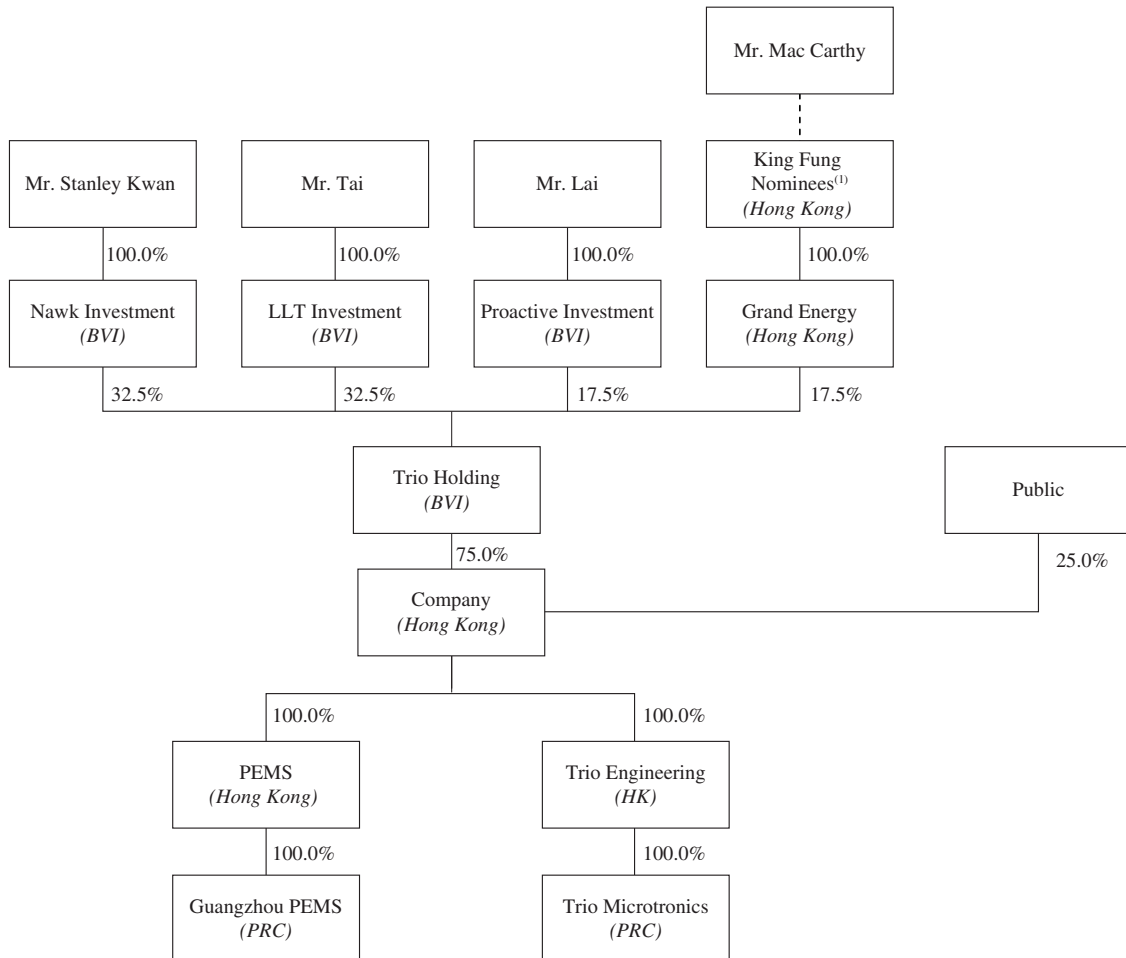 Mr. Mac Carthy
Mr. Stanley Kwan
Mr. Tai
Mr. Lai
King Fung
Nominees(1)
(Hong Kong)
100.0%
100.0%
100.0%
100.0%
Nawk Investment
(BVI)
LLT Investment
(BVI)
Proactive Investment
(BVI)
Grand Energy
(Hong Kong)
32.5%
32.5%
17.5%
17.5%
Trio Holding
(BVI)
Public
75.0%
25.0%
Company
(Hong Kong)
100.0%
100.0%
PEMS
(Hong Kong)
Trio Engineering
(HK)
100.0%
100.0%
Guangzhou PEMS
(PRC)
Trio Microtronics
(PRC)